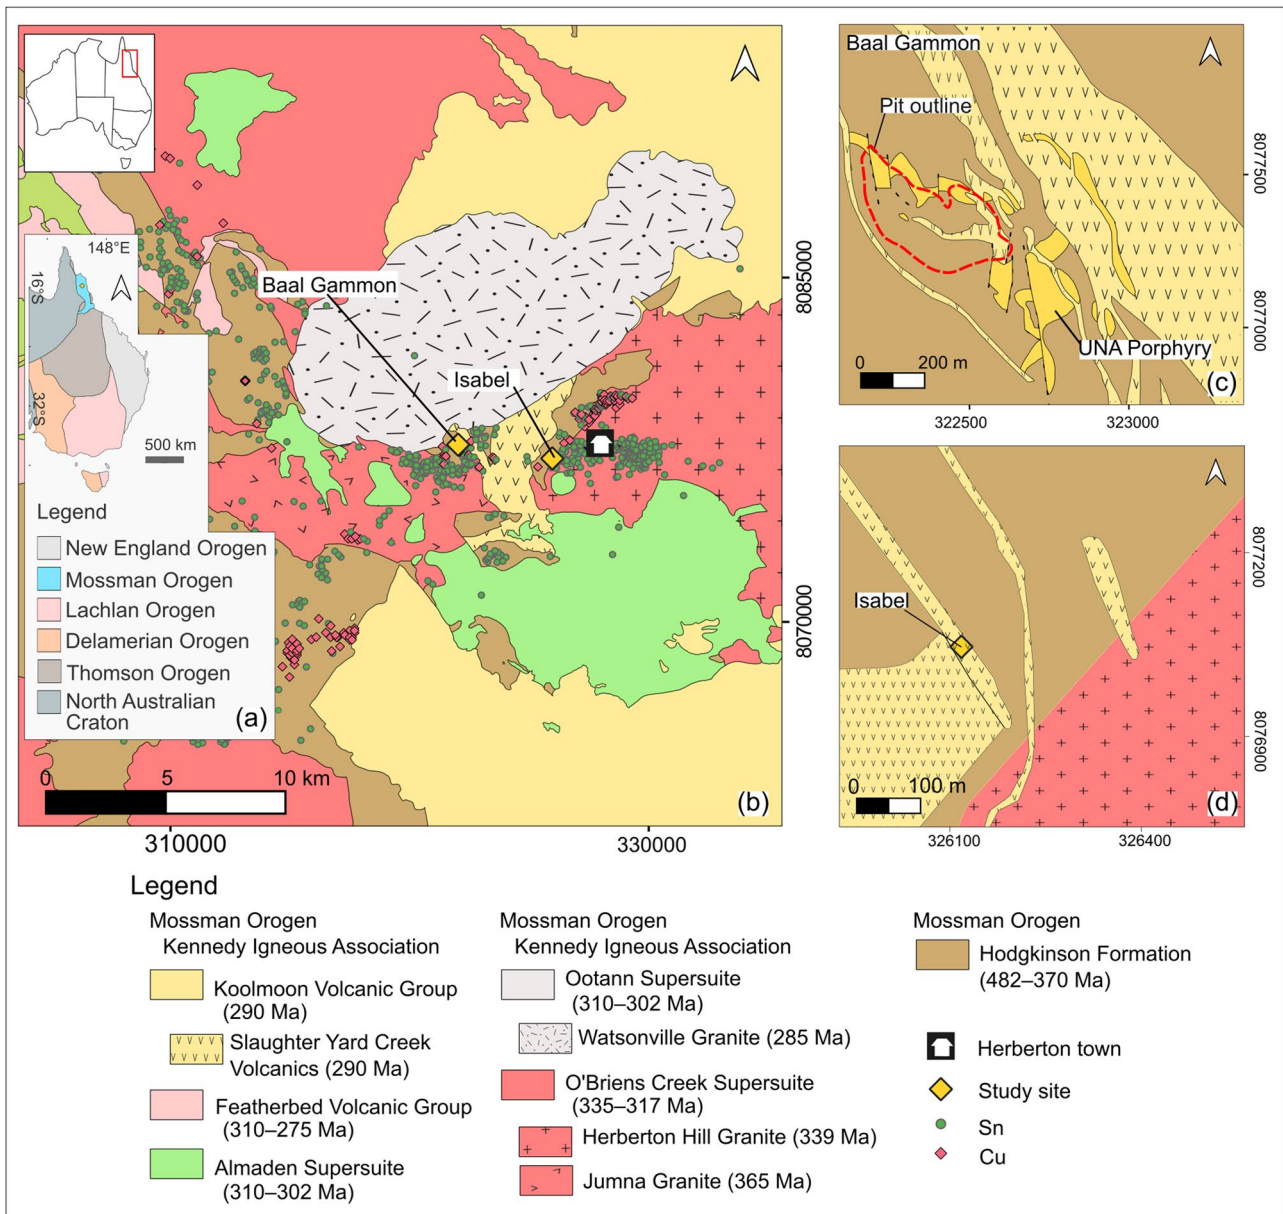 148°E
16°S
32°S
500 km
Legend
New England Orogen
Mossman Orogen
Lachlan Orogen
Delamerian Orogen
Thomson Orogen
North Australian
Craton
(a)
Baal Gammon
Isabel
0 5 10 km
(b)
310000
330000
8085000
8070000
Baal Gammon
Pit outline
UNA Porphyry
0 200 m
(c)
322500
323000
8077500
8077000
Isabel
0 100 m
(d)
326100
326400
8077200
8076900
Legend
Mossman Orogen
Kennedy Igneous Association
Koolmoon Volcanic Group
(290 Ma)
Slaughter Yard Creek
Volcanics (290 Ma)
Featherbed Volcanic Group
(310–275 Ma)
Almaden Supersuite
(310–302 Ma)
Mossman Orogen
Kennedy Igneous Association
Ootann Supersuite
(310–302 Ma)
Watsonville Granite (285 Ma)
O'Briens Creek Supersuite
(335–317 Ma)
Herberton Hill Granite (339 Ma)
Jumna Granite (365 Ma)
Mossman Orogen
Hodgkinson Formation
(482–370 Ma)
Herberton town
Study site
Sn
Cu